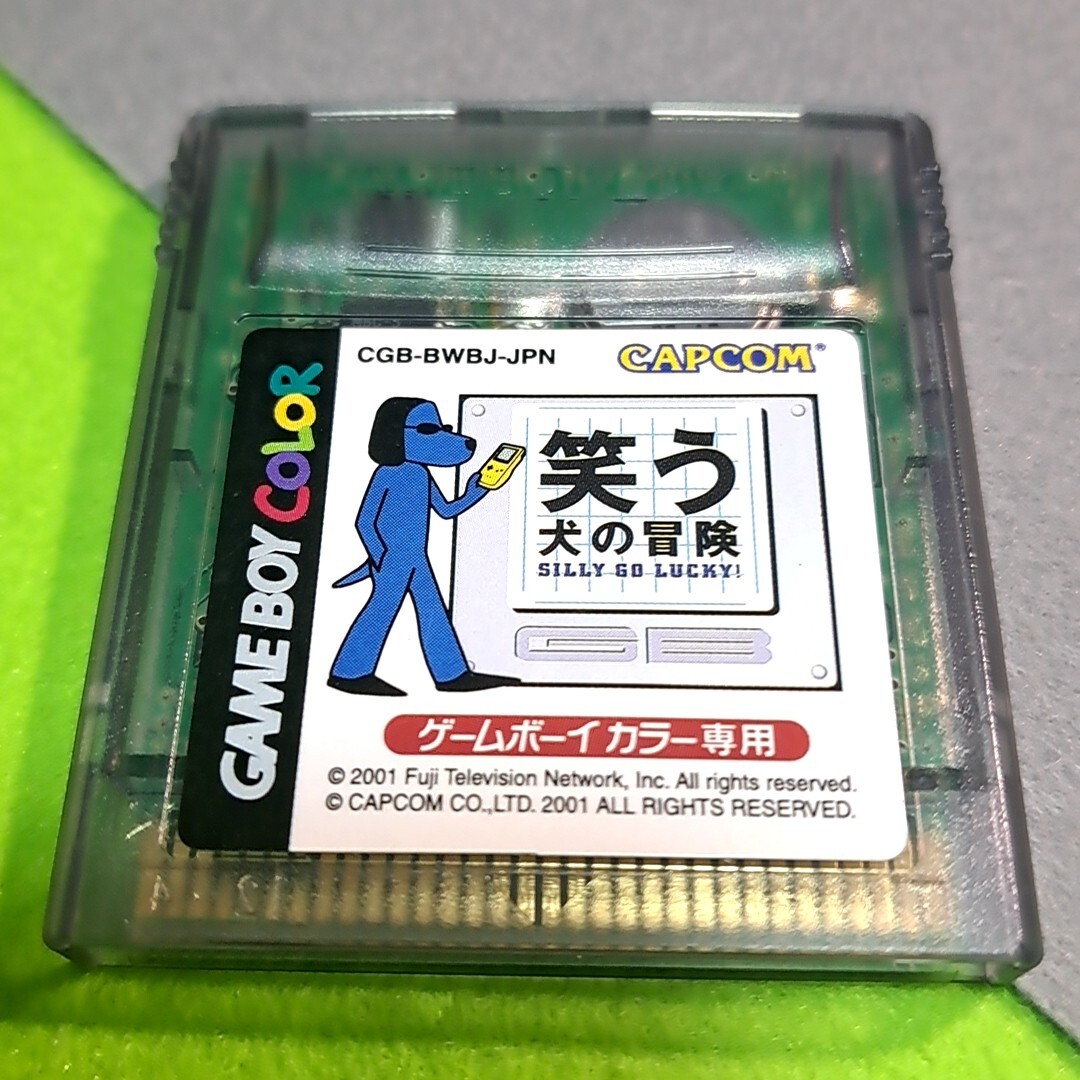 GAME BOY COLOR
CGB-BWBJ-JPN
CAPCOM®
笑う
犬の冒険
SILLY GO LUCKY!
GB
ゲームボーイカラー専用
© 2001 Fuji Television Network, Inc. All rights reserved.
© CAPCOM CO.,LTD. 2001 ALL RIGHTS RESERVED.